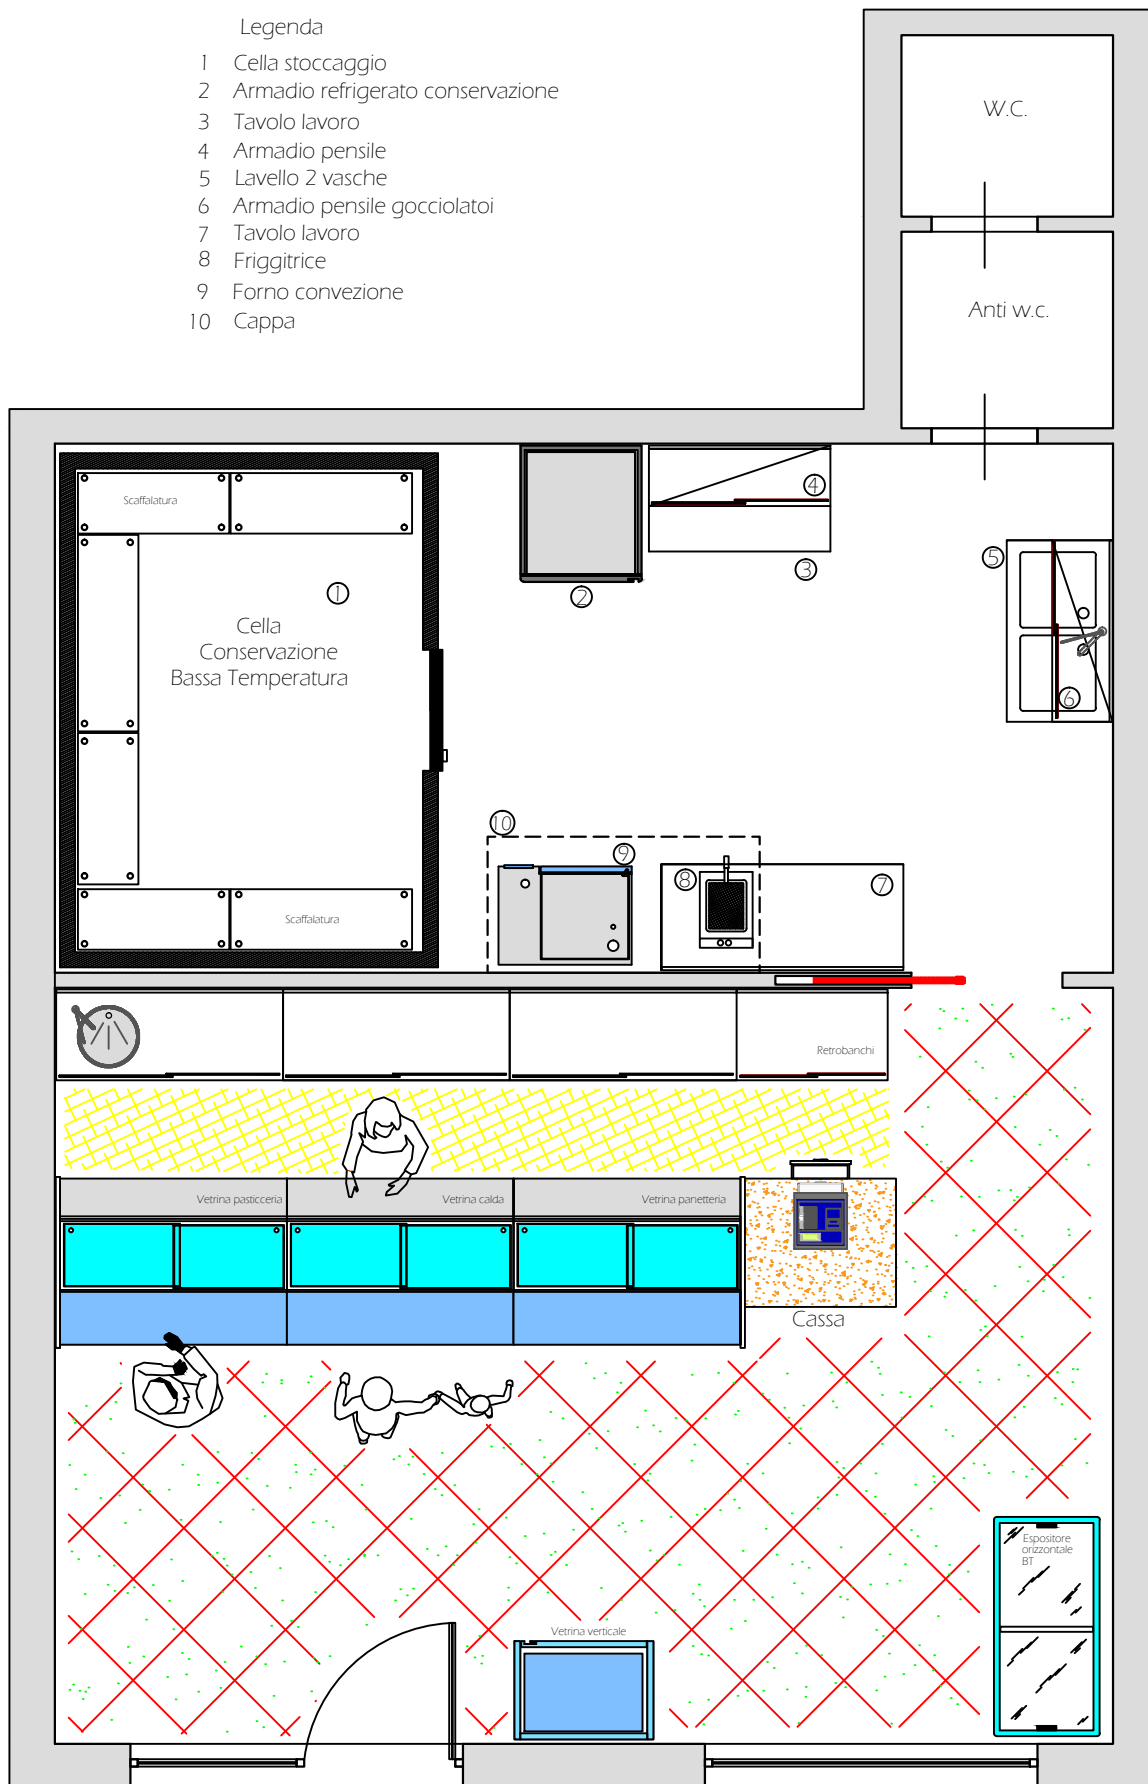 Legenda
1 Cella stoccaggio
2 Armadio refrigerato conservazione
3 Tavolo lavoro
4 Armadio pensile
5 Lavello 2 vasche
6 Armadio pensile gocciolatoi
7 Tavolo lavoro
8 Friggitrice
9 Forno convezione
10 Cappa
W.C.
Anti w.c.
Scaffalatura
4
5
3
1
2
Cella
Conservazione
Bassa Temperatura
6
10
9
8
7
Scaffalatura
Retrobanchi
Vetrina pasticceria
Vetrina calda
Vetrina panetteria
Cassa
Espositore
orizzontale
BT
Vetrina verticale